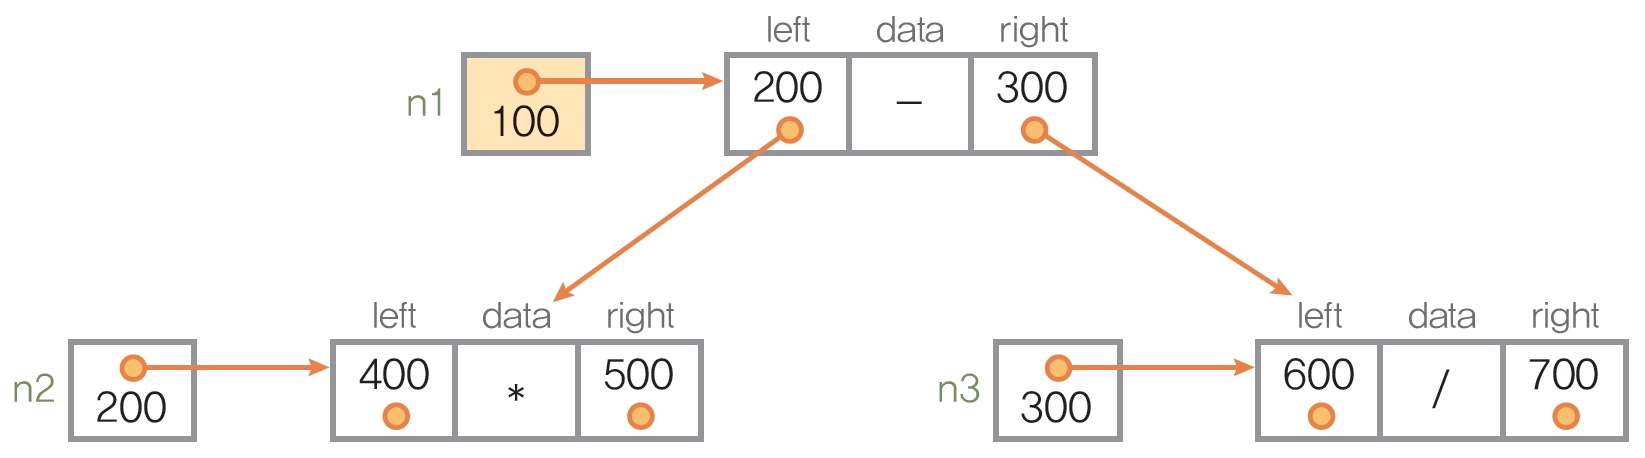 left data right
n1 100 200 – 300
left data right
n2 200 400 * 500
left data right
n3 300 600 / 700